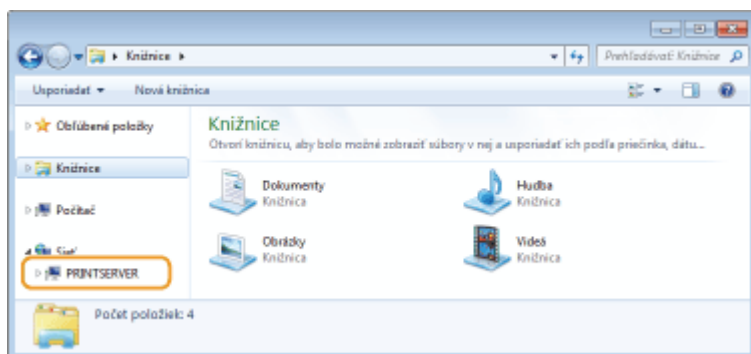 Knižnice
Prehľadávať: Knižnice
Usporiadať
Nová knižnica
Obľúbené položky
Knižnice
Počítač
Sieť
PRINTSERVER
Knižnice
Otvorí knižnicu, aby bolo možné zobraziť súbory v nej a usporiadať ich podľa priečinka, dátu...
Dokumenty
Knižnica
Hudba
Knižnica
Obrázky
Knižnica
Videá
Knižnica
Počet položiek: 4